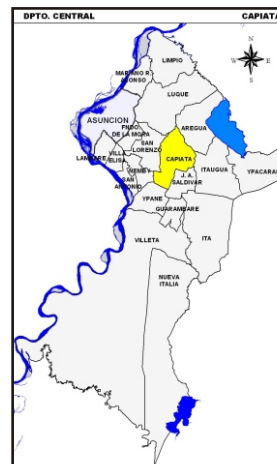 DPTO. CENTRAL
CAPIATA
N
LIMPIO
MARIANO R.
ALONSO
LUQUE
ASUNCION
FNDO.
DE LA MORA
AREGUA
SAN
LORENZO
VILLA
ELISA
LAMBARE
CAPIATA
ITAUGUA
YPACARAI
ÑEMBY
SAN
ANTONIO
J. A.
SALDIVAR
YPANE
GUARAMBARE
VILLETA
ITA
NUEVA
ITALIA